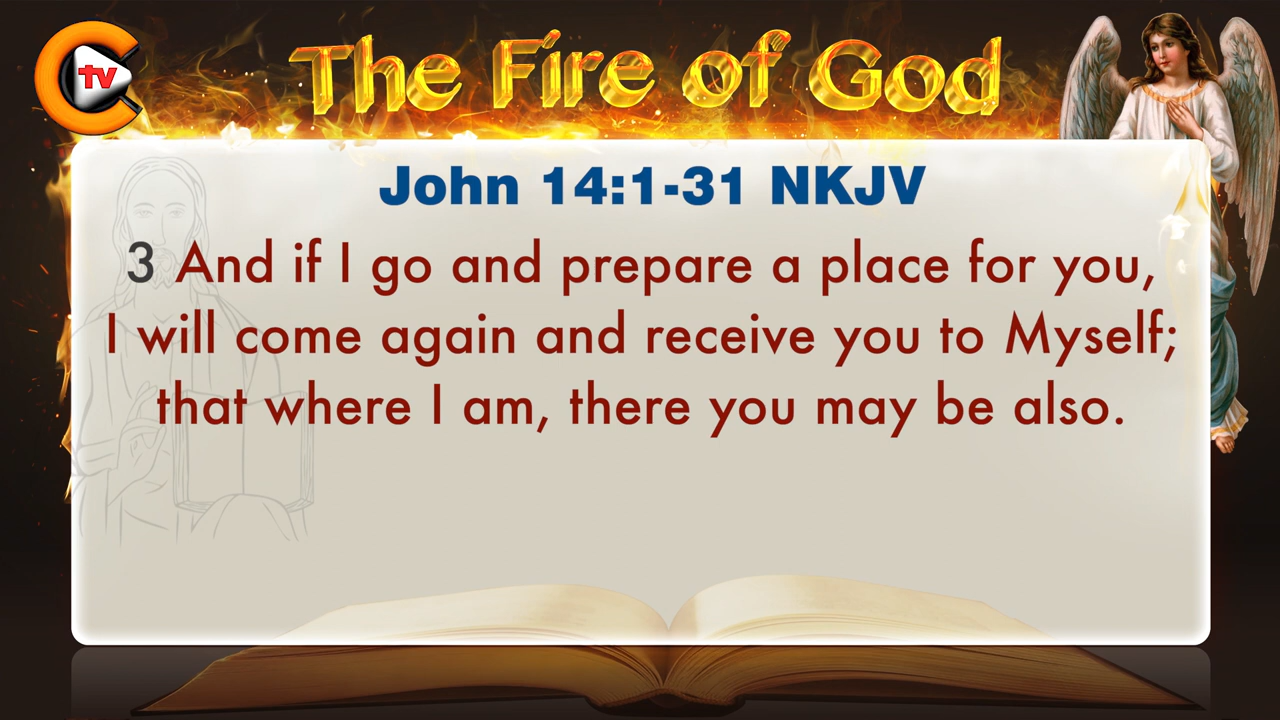 tv
The Fire of God
John 14:1-31 NKJV
3 And if I go and prepare a place for you,
I will come again and receive you to Myself;
that where I am, there you may be also.